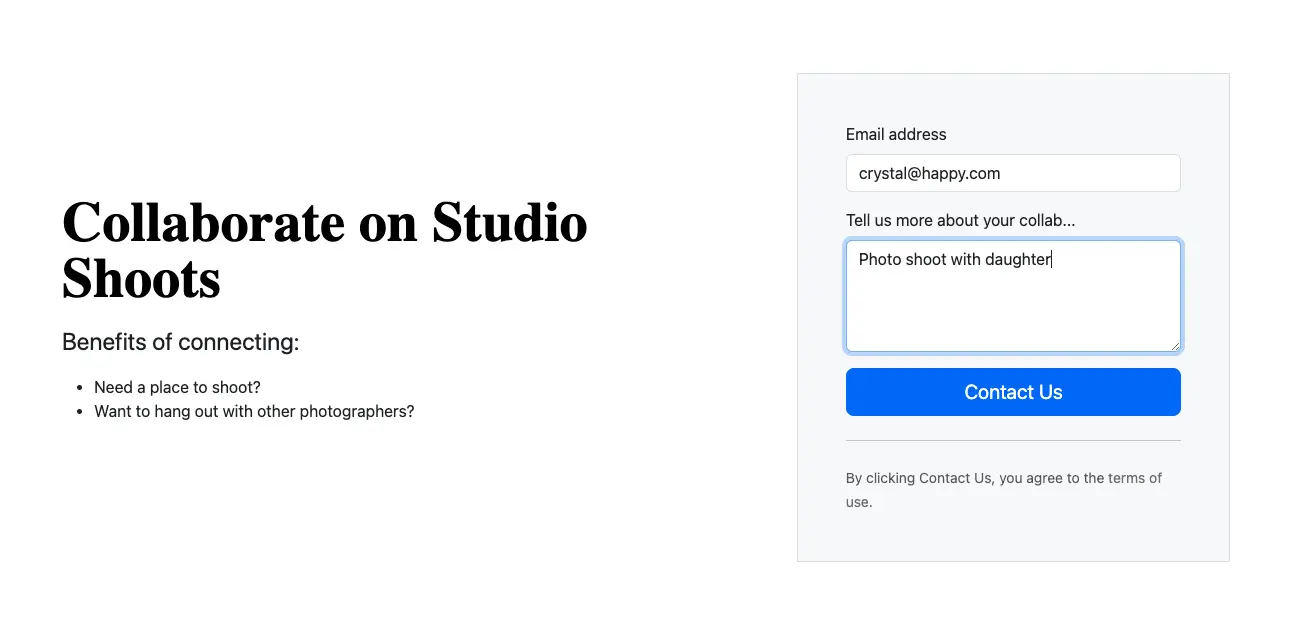 Collaborate on Studio
Shoots
Benefits of connecting:
• Need a place to shoot?
• Want to hang out with other photographers?
Email address
crystal@happy.com
Tell us more about your collab...
Photo shoot with daughter
Contact Us
By clicking Contact Us, you agree to the terms of
use.